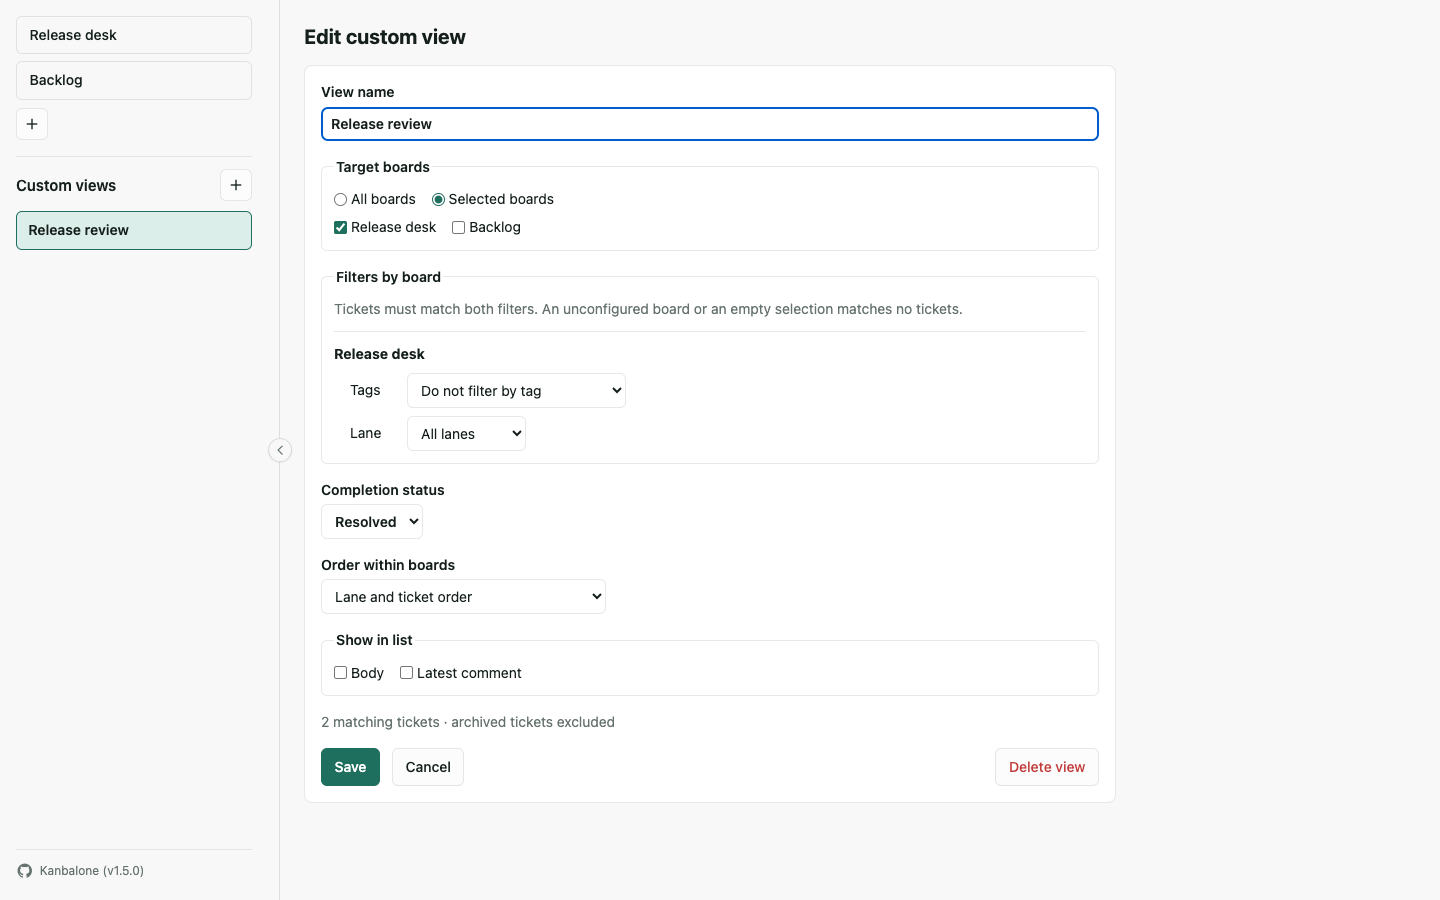 Release desk
Backlog
Custom views
Release review
Kanbalone (v1.5.0)
Edit custom view
View name
Release review
Target boards
All boards Selected boards
Release desk Backlog
Filters by board
Tickets must match both filters. An unconfigured board or an empty selection matches no tickets.
Release desk
Tags Do not filter by tag
Lane All lanes
Completion status
Resolved
Order within boards
Lane and ticket order
Show in list
Body Latest comment
2 matching tickets · archived tickets excluded
Save Cancel Delete view